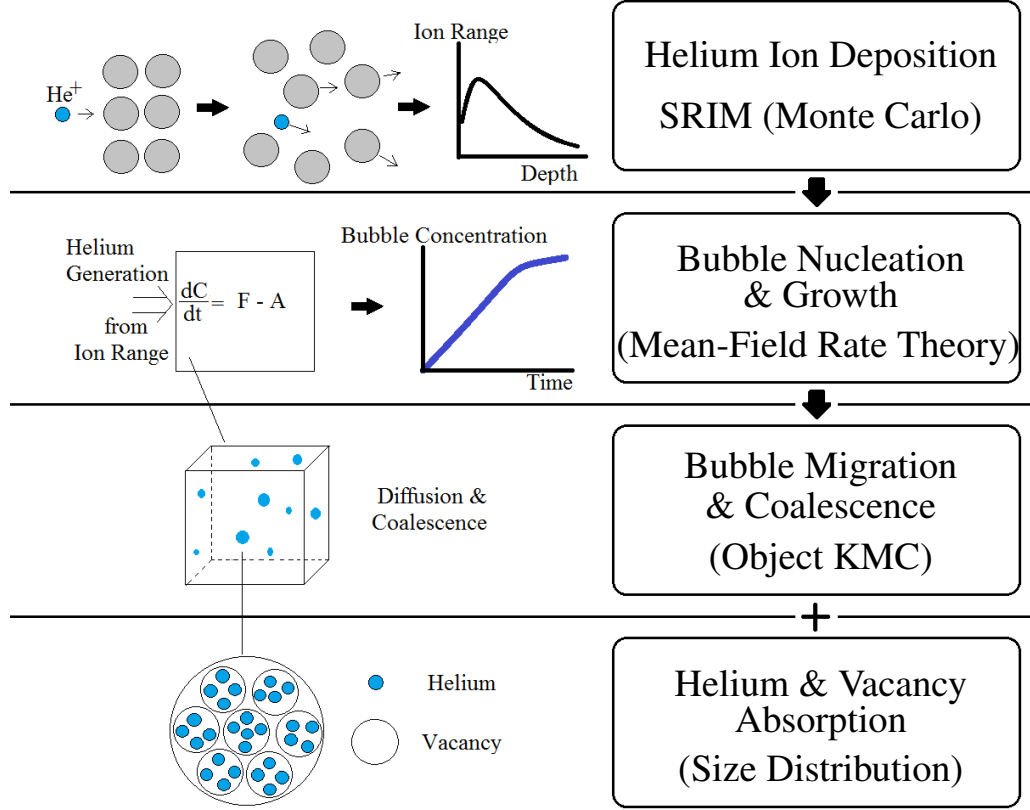 He+
Ion Range
Depth
Helium Ion Deposition
SRIM (Monte Carlo)
Helium
Generation
from
Ion Range
dC
dt
= F - A
Bubble Concentration
Time
Bubble Nucleation
& Growth
(Mean-Field Rate Theory)
Diffusion &
Coalescence
Bubble Migration
& Coalescence
(Object KMC)
+
Helium
Vacancy
Helium & Vacancy
Absorption
(Size Distribution)